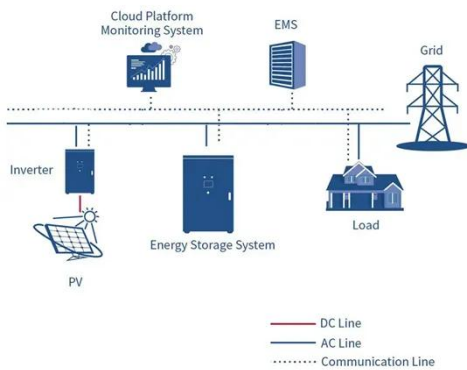 Cloud Platform
Monitoring System
EMS
Grid
Inverter
Energy Storage System
Load
PV
DC Line
AC Line
Communication Line